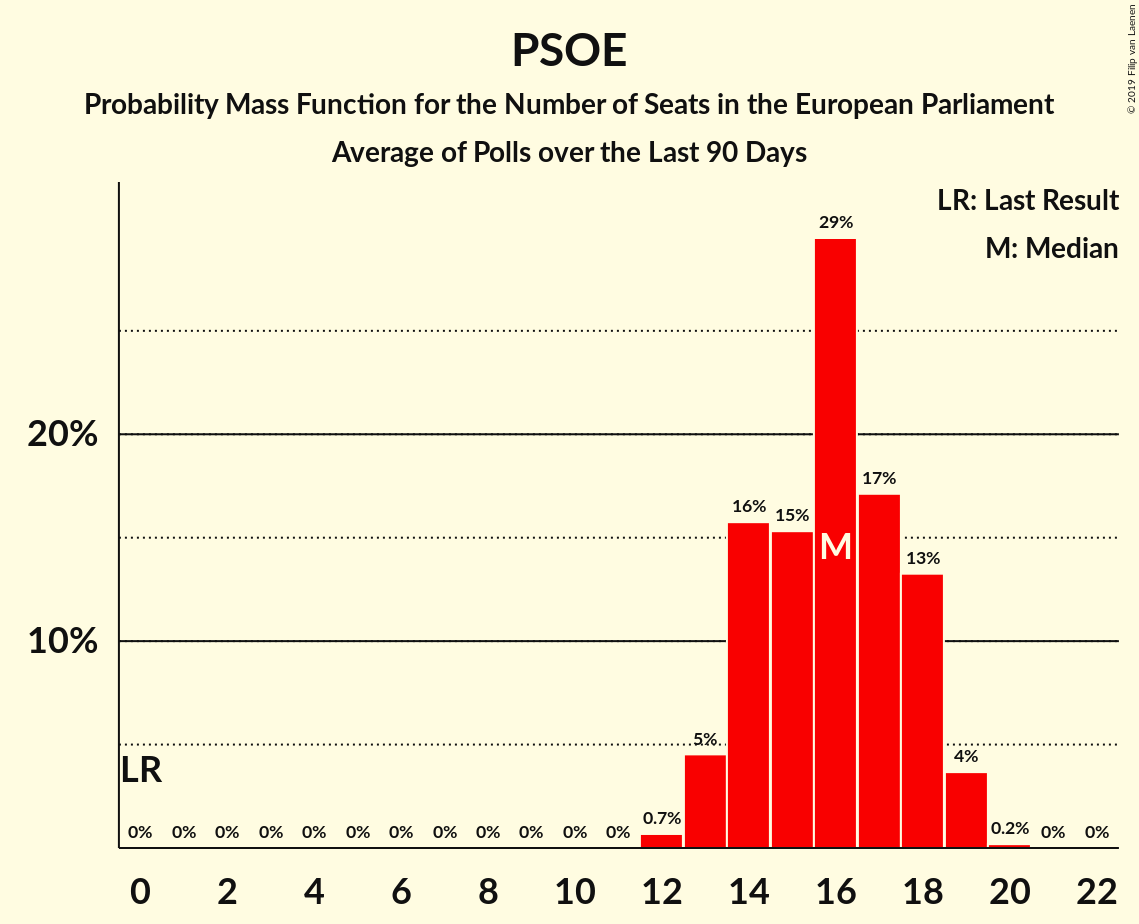 PSOE
Probability Mass Function for the Number of Seats in the European Parliament
Average of Polls over the Last 90 Days
© 2019 Filip van Laenen
LR: Last Result
M: Median
20%
10%
LR
M
0% 0% 0% 0% 0% 0% 0% 0% 0% 0% 0% 0% 0.7% 5% 16% 15% 29% 17% 13% 4% 0.2% 0% 0%
0 2 4 6 8 10 12 14 16 18 20 22